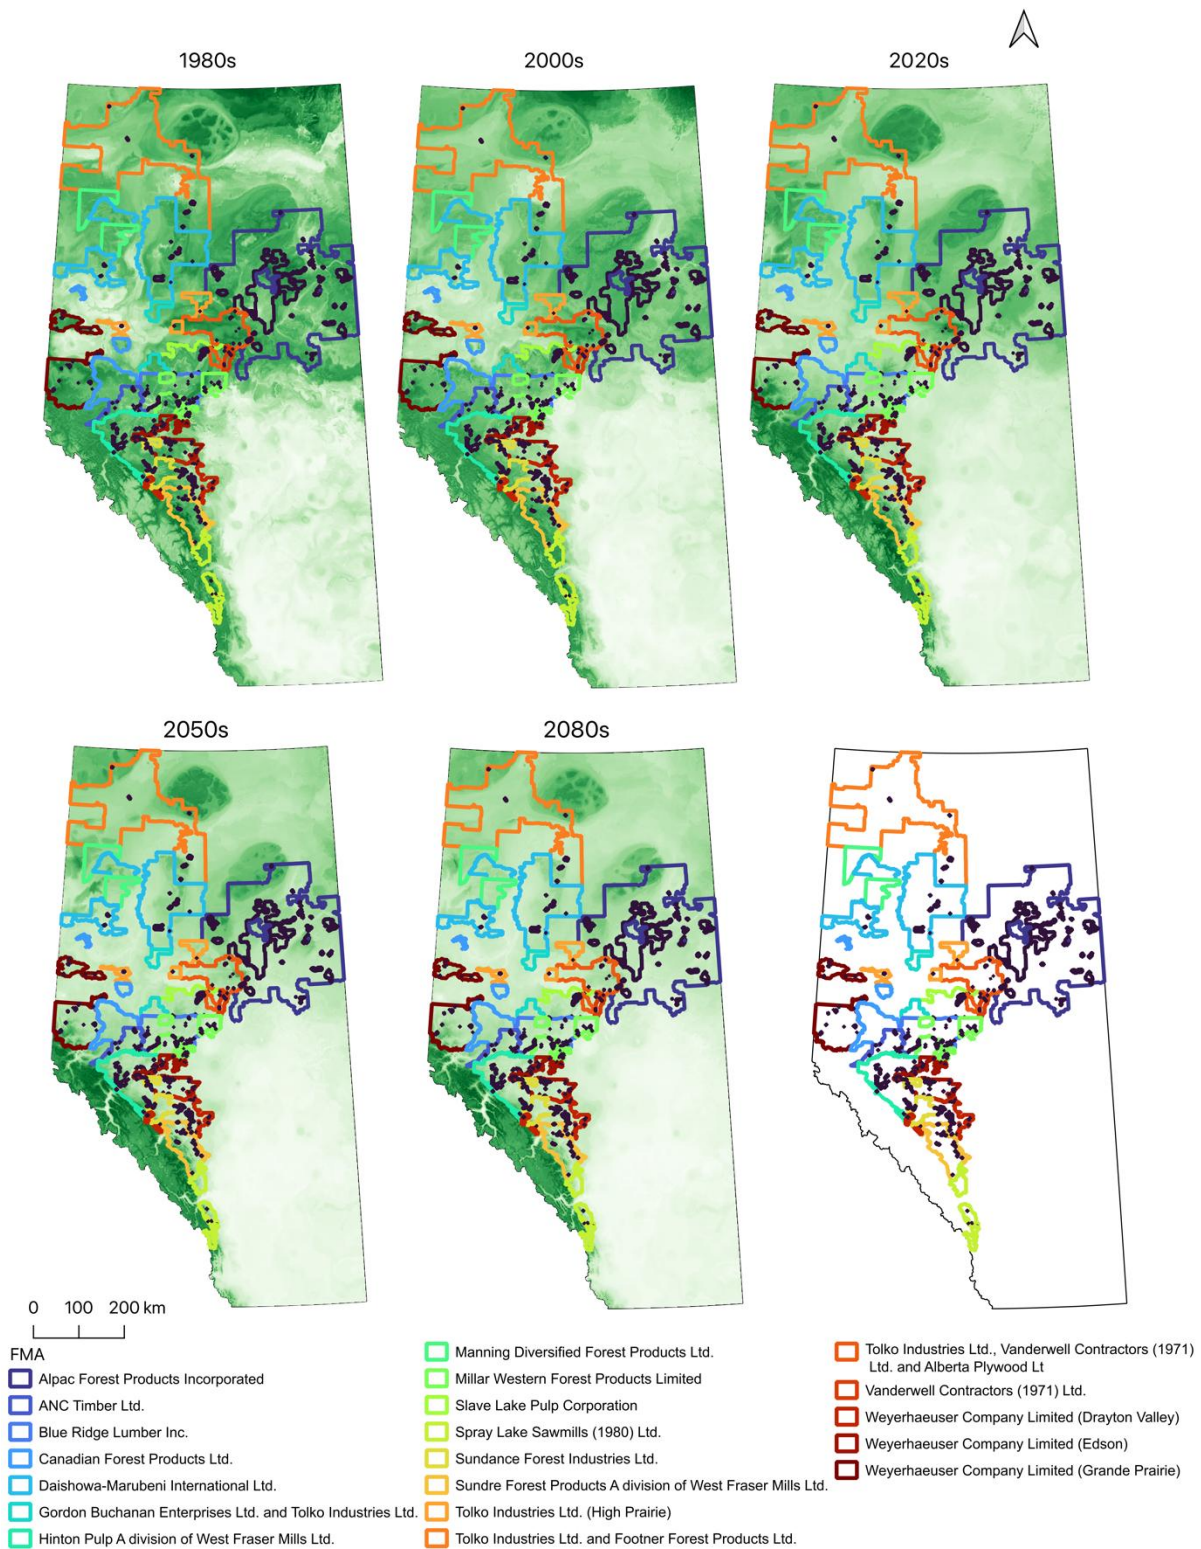 1980s
2000s
2020s
2050s
2080s
0 100 200 km
FMA
Alpac Forest Products Incorporated
ANC Timber Ltd.
Blue Ridge Lumber Inc.
Canadian Forest Products Ltd.
Daishowa-Marubeni International Ltd.
Gordon Buchanan Enterprises Ltd. and Tolko Industries Ltd.
Hinton Pulp A division of West Fraser Mills Ltd.
Manning Diversified Forest Products Ltd.
Millar Western Forest Products Limited
Slave Lake Pulp Corporation
Spray Lake Sawmills (1980) Ltd.
Sundance Forest Industries Ltd.
Sundre Forest Products A division of West Fraser Mills Ltd.
Tolko Industries Ltd. (High Prairie)
Tolko Industries Ltd. and Footner Forest Products Ltd.
Tolko Industries Ltd., Vanderwell Contractors (1971)
Ltd. and Alberta Plywood Lt
Vanderwell Contractors (1971) Ltd.
Weyerhaeuser Company Limited (Drayton Valley)
Weyerhaeuser Company Limited (Edson)
Weyerhaeuser Company Limited (Grande Prairie)